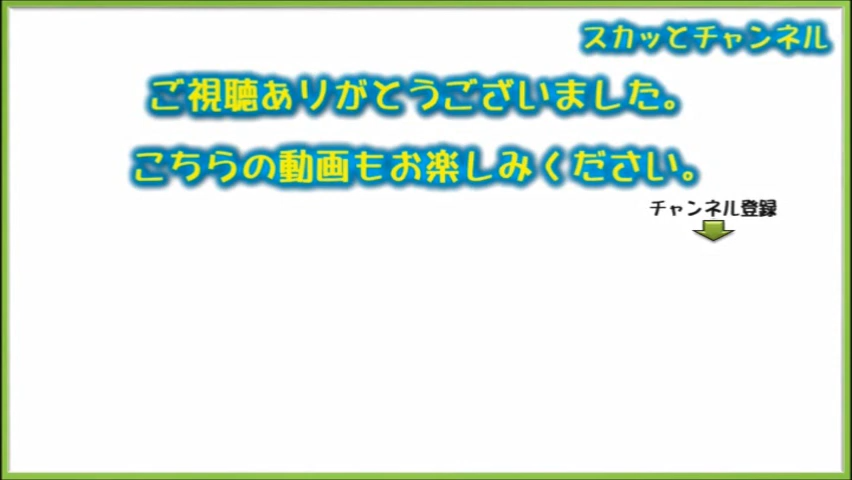 スカッとチャンネル
ご視聴ありがとうございました。
こちらの動画もお楽しみください。
チャンネル登録